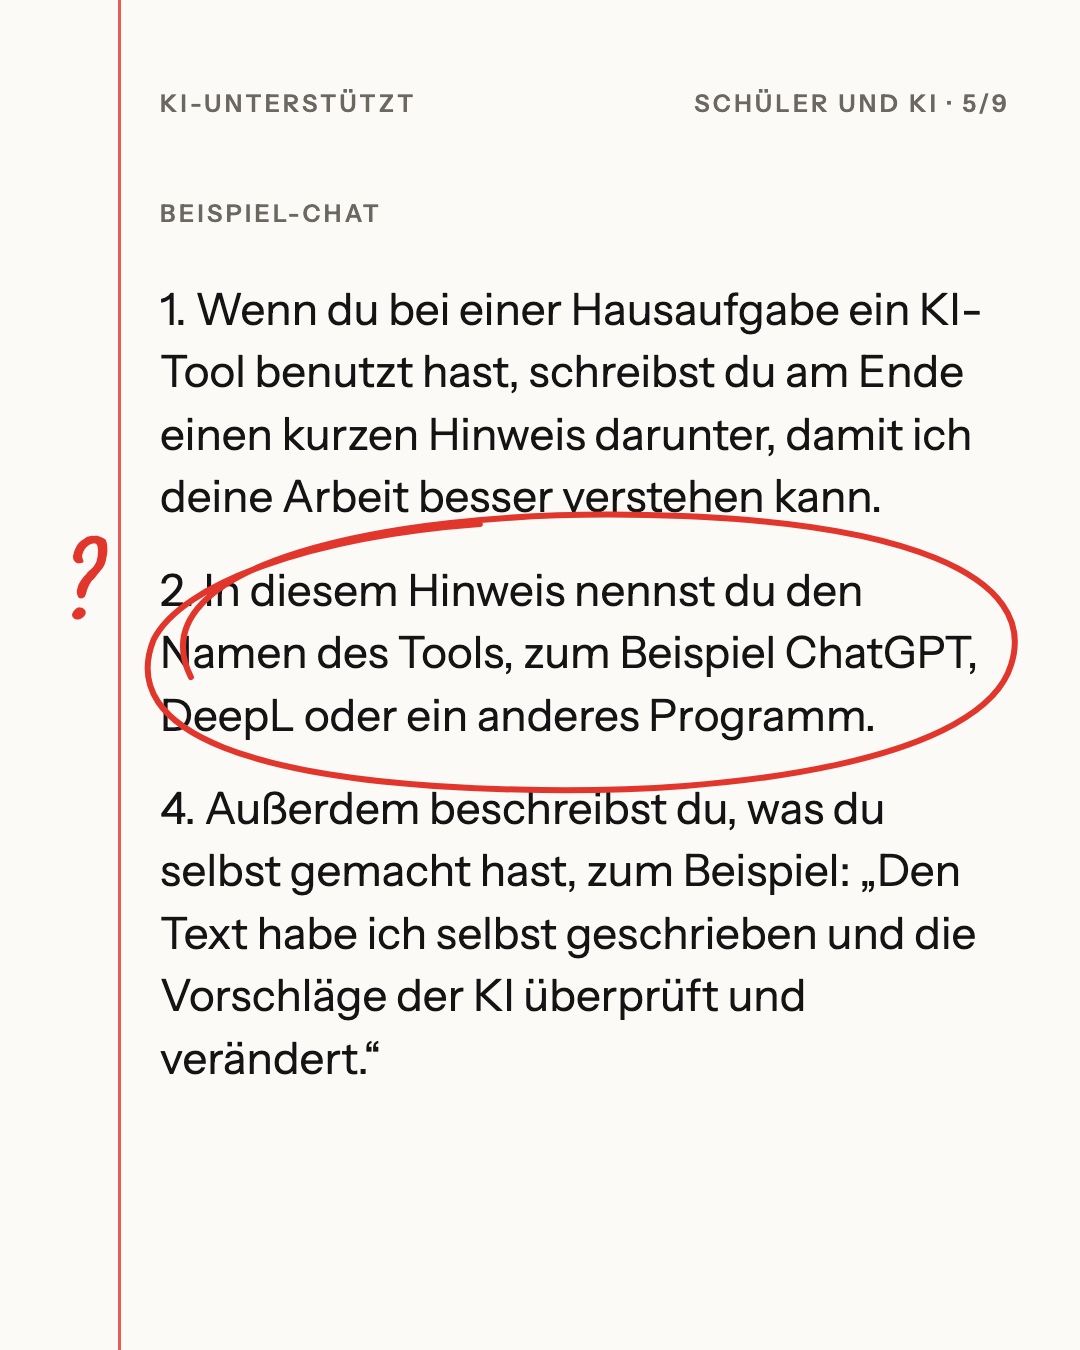 KI-UNTERSTÜTZT
SCHÜLER UND KI · 5/9
BEISPIEL-CHAT
1. Wenn du bei einer Hausaufgabe ein KI-
Tool benutzt hast, schreibst du am Ende
einen kurzen Hinweis darunter, damit ich
deine Arbeit besser verstehen kann.
?
2. In diesem Hinweis nennst du den
Namen des Tools, zum Beispiel ChatGPT,
DeepL oder ein anderes Programm.
4. Außerdem beschreibst du, was du
selbst gemacht hast, zum Beispiel: „Den
Text habe ich selbst geschrieben und die
Vorschläge der KI überprüft und
verändert.“